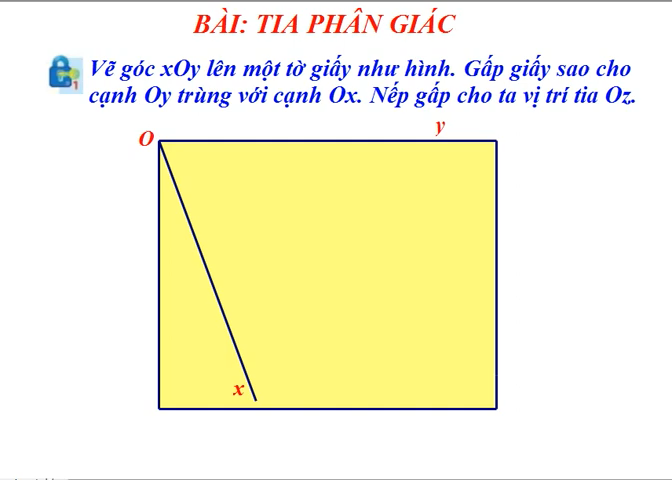 BÀI: TIA PHÂN GIÁC
1
Vẽ góc xOy lên một tờ giấy như hình. Gấp giấy sao cho
cạnh Oy trùng với cạnh Ox. Nếp gấp cho ta vị trí tia Oz.
y
O
x